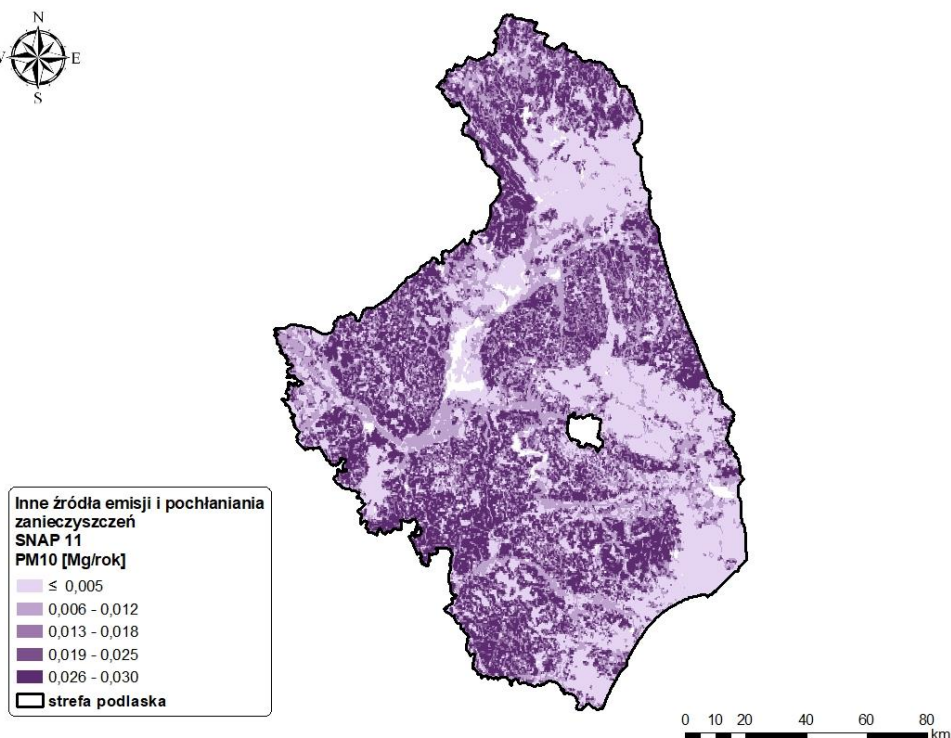 N
W E
S
Inne źródła emisji i pochłaniania
zanieczyszczeń
SNAP 11
PM10 [Mg/rok]
≤ 0,005
0,006 - 0,012
0,013 - 0,018
0,019 - 0,025
0,026 - 0,030
strefa podlaska
0 10 20 40 60 80
km